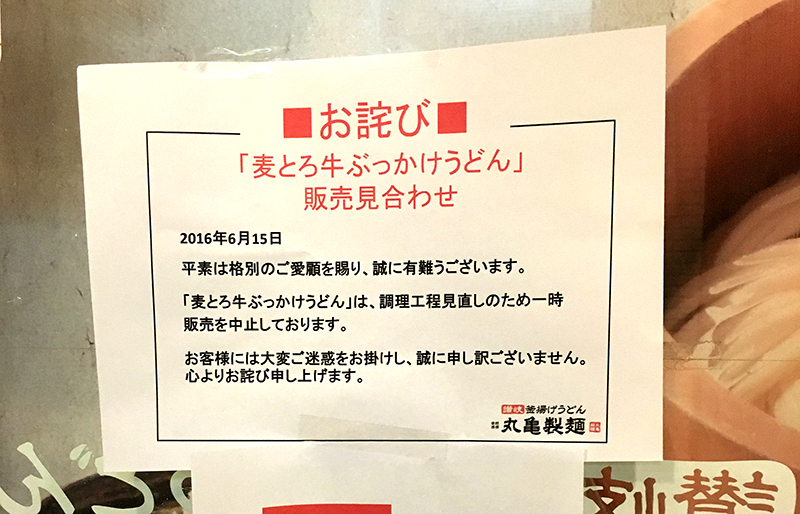 ■お詫び■
「麦とろ牛ぶっかけうどん」
販売見合わせ
2016年6月15日
平素は格別のご愛顧を賜り、誠に有難うございます。
「麦とろ牛ぶっかけうどん」は、調理工程見直しのため一時
販売を中止しております。
お客様には大変ご迷惑をお掛けし、誠に申し訳ございません。
心よりお詫び申し上げます。
讃岐釜揚げうどん
丸亀製麺